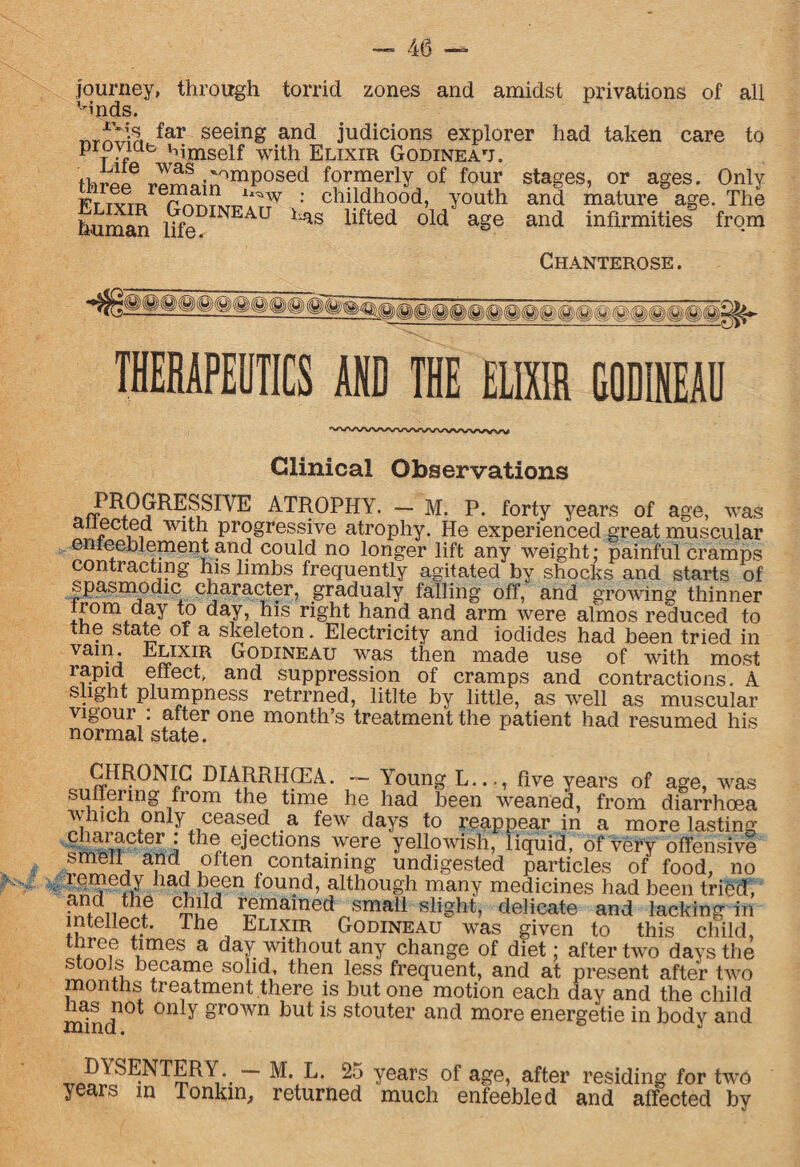 — 46 —
journey, through torrid zones and amidst privations of all
kinds.
This far seeing and judicions explorer had taken care to
provide himself with ELIXIR GODINEAU.
Life was composed formerly of four stages, or ages. Only
three remain now : childhood, youth and mature age. The
ELIXIR GODINEAU has lifted old age and infirmities from
human life.
CHANTEROSE.
THERAPEUTICS AND THE ELIXIR GODINEAU
Clinical Observations
PROGRESSIVE ATROPHY. — M. P. forty years of age, was
affected with progressive atrophy. He experienced great muscular
enfeeblement and could no longer lift any weight; painful cramps
contracting his limbs frequently agitated by shocks and starts of
spasmodic character, gradualy falling off, and growing thinner
from day to day, his right hand and arm were almos reduced to
the state of a skeleton. Electricity and iodides had been tried in
vain. ELIXIR GODINEAU was then made use of with most
rapid effect, and suppression of cramps and contractions. A
slight plumpness retrrned, litlte by little, as well as muscular
vigour : after one month's treatment the patient had resumed his
normal state.
CHRONIC DIARRHŒA. — Young L..., five years of age, was
suffering from the time he had been weaned, from diarrhœa
which only ceased a few days to reappear in a more lasting
character : the ejections were yellowish, liquid, of very offensive
smell and often containing undigested particles of food, no
remedy had been found, although many medicines had been tried,
and the child remained small slight, delicate and lacking in
intellect. The ELIXIR GODINEAU was given to this child,
three times a day without any change of diet ; after two days the
stools became solid, then less frequent, and at present after two
months treatment there is but one motion each day and the child
has not only grown but is stouter and more energetie in body and
mind.
DYSENTERY. — M. L. 25 years of age, after residing for two
years in Tonkin, returned much enfeebled and affected by